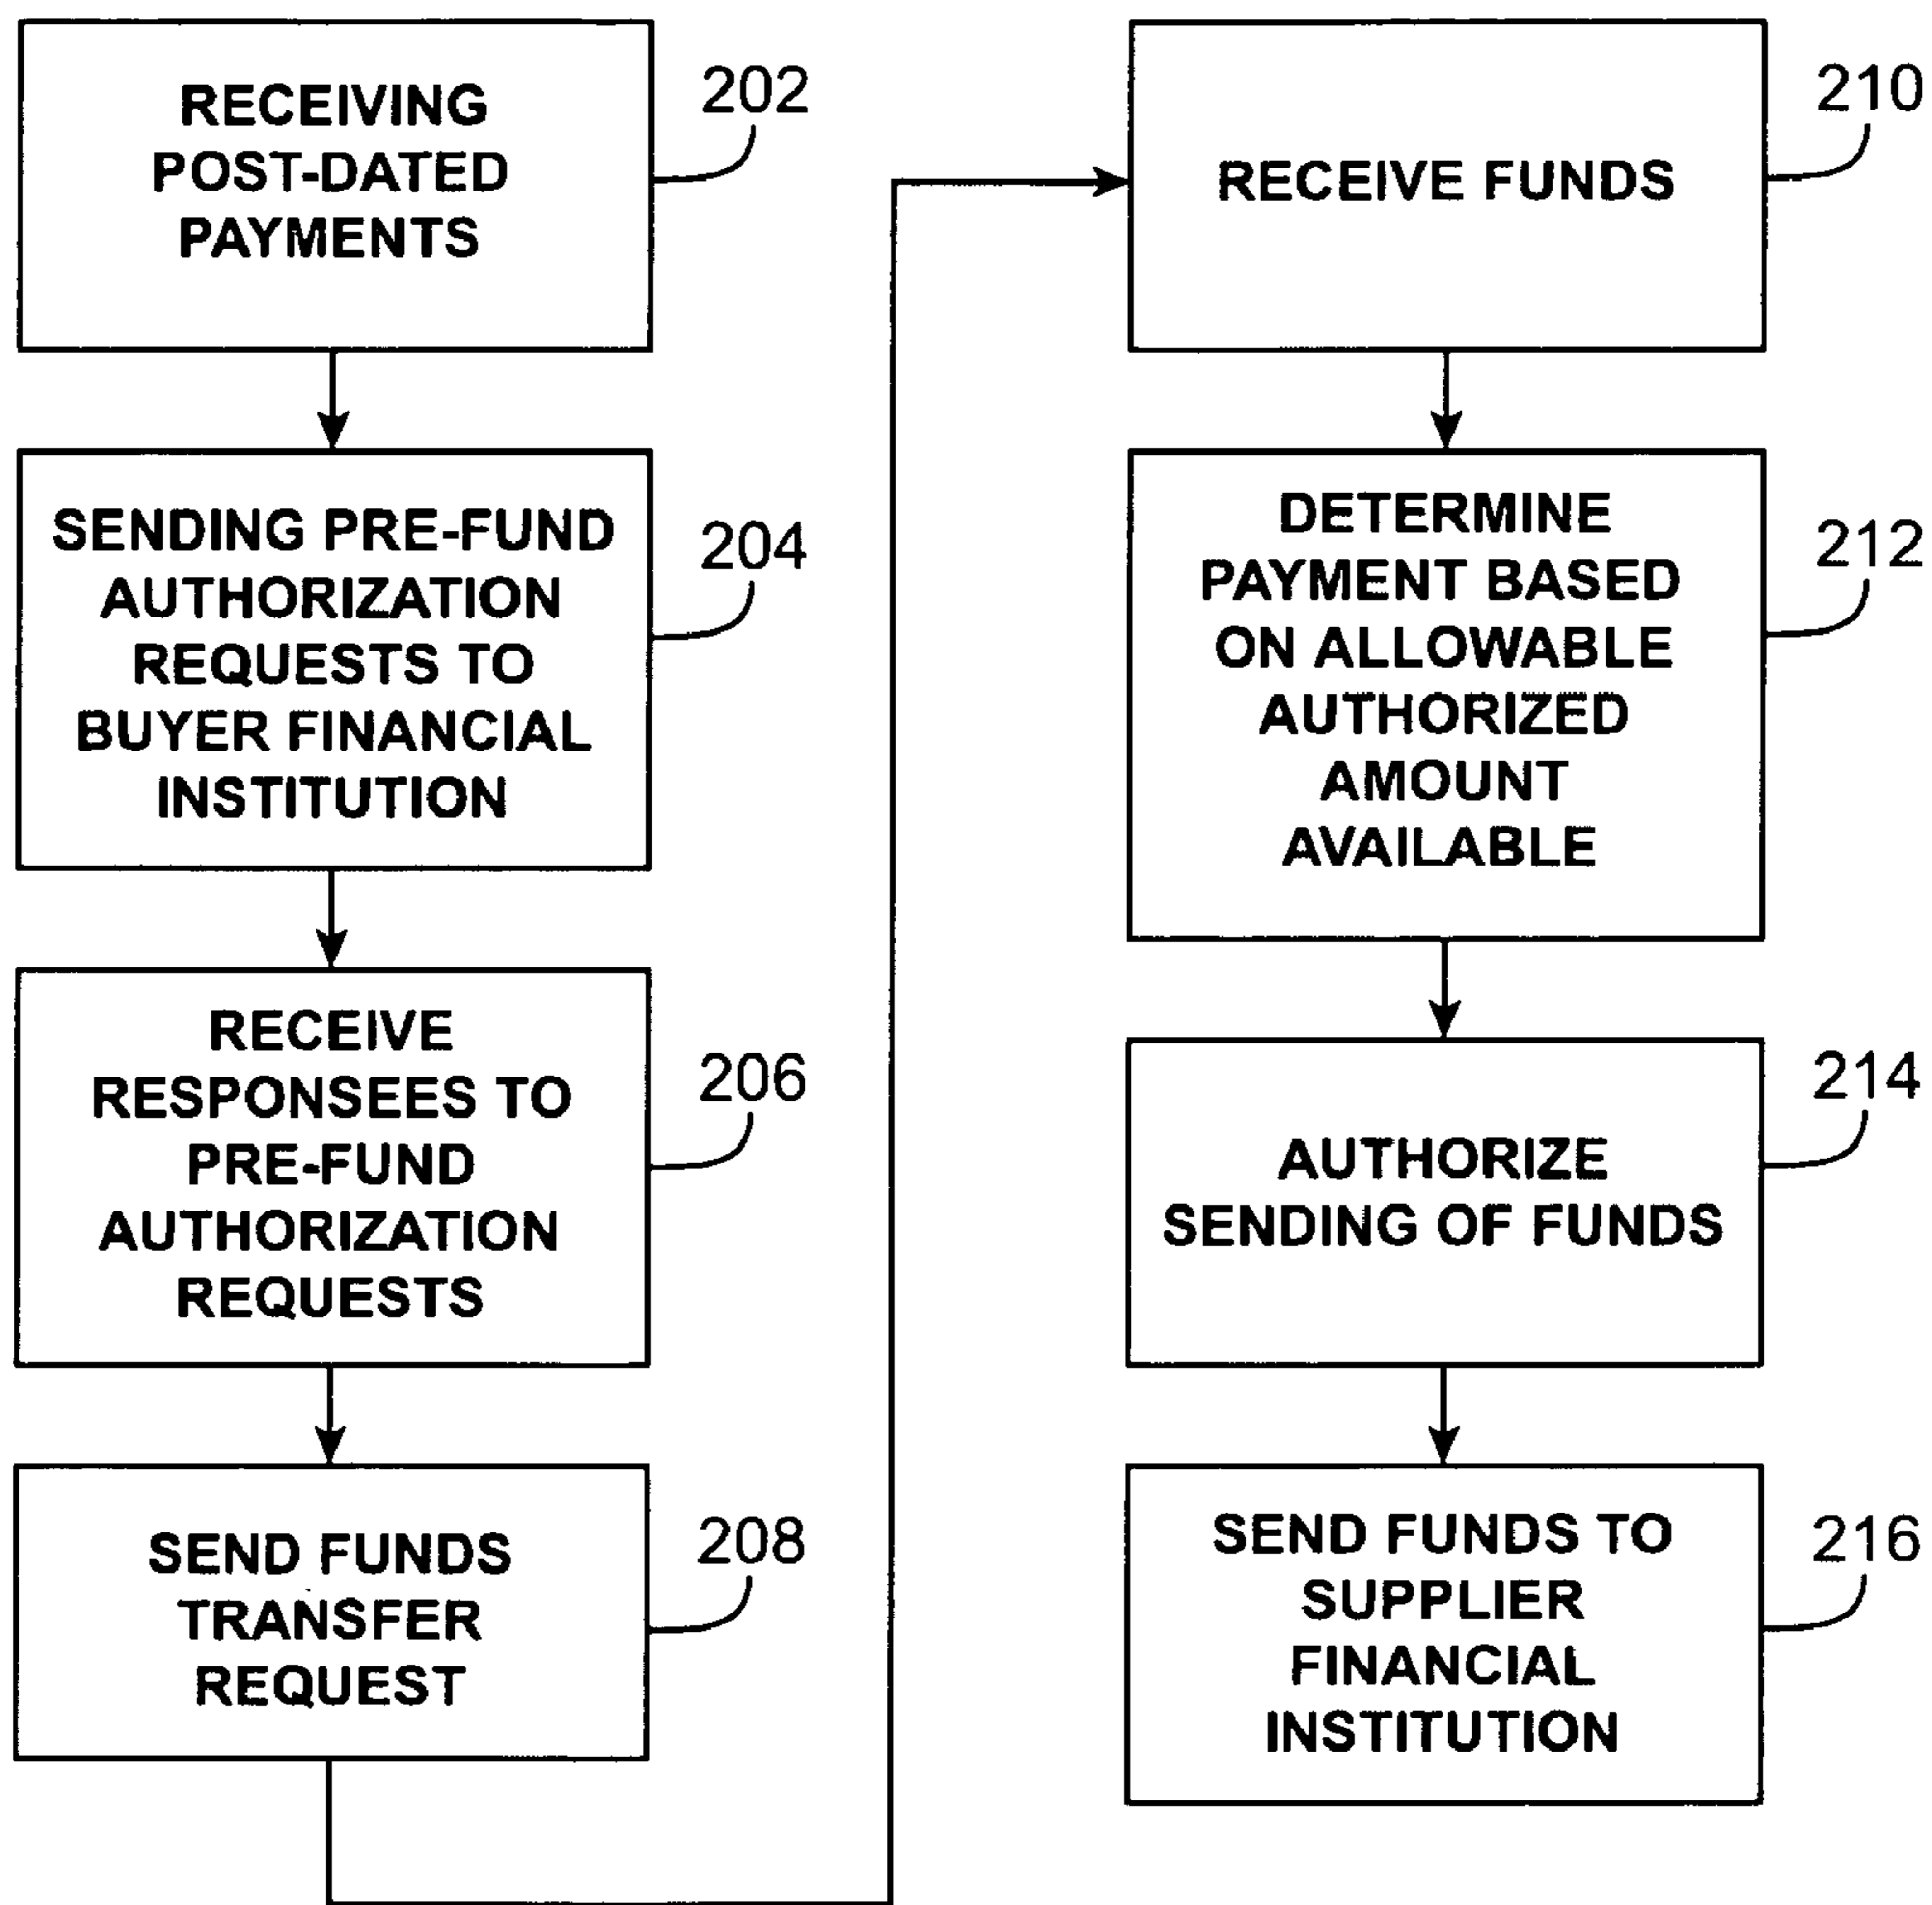 RECEIVING
POST-DATED
PAYMENTS
202
SENDING PRE-FUND
AUTHORIZATION
REQUESTS TO
BUYER FINANCIAL
INSTITUTION
204
RECEIVE
RESPONSEES TO
PRE-FUND
AUTHORIZATION
REQUESTS
206
SEND FUNDS
TRANSFER
REQUEST
208
RECEIVE FUNDS
210
DETERMINE
PAYMENT BASED
ON ALLOWABLE
AUTHORIZED
AMOUNT
AVAILABLE
212
AUTHORIZE
SENDING OF FUNDS
214
SEND FUNDS TO
SUPPLIER
FINANCIAL
INSTITUTION
216